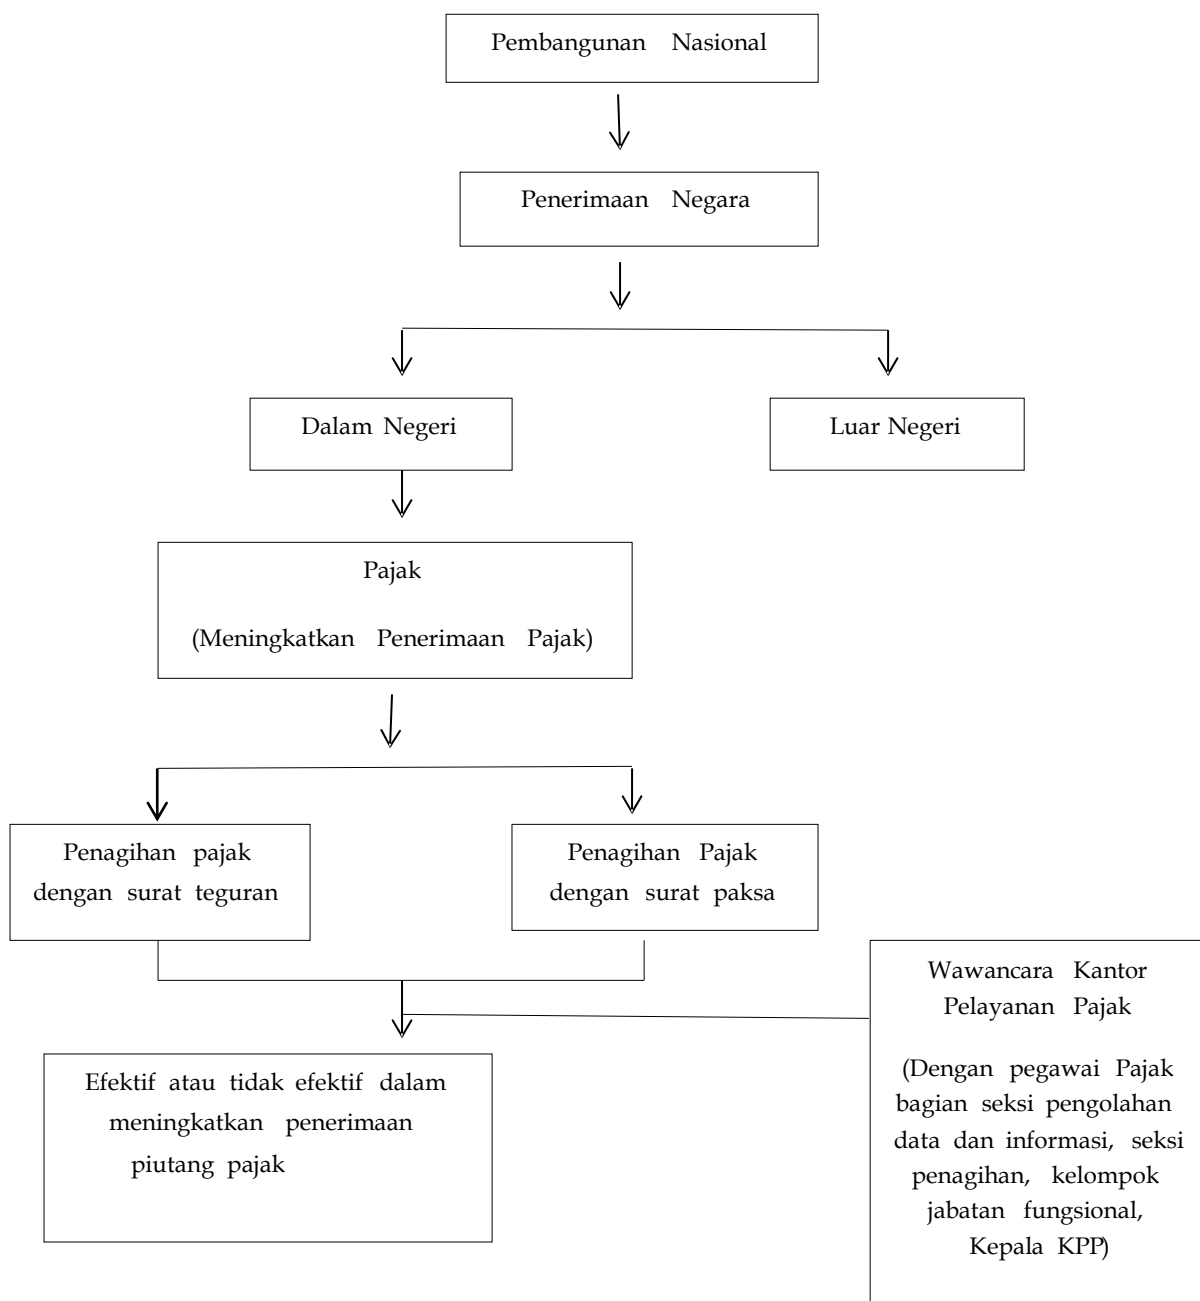 Pembangunan Nasional
Penerimaan Negara
Dalam Negeri
Luar Negeri
Pajak
(Meningkatkan Penerimaan Pajak)
Penagihan pajak
dengan surat teguran
Penagihan Pajak
dengan surat paksa
Wawancara Kantor
Pelayanan Pajak
(Dengan pegawai Pajak
bagian seksi pengolahan
data dan informasi, seksi
penagihan, kelompok
jabatan fungsional,
Kepala KPP)
Efektif atau tidak efektif dalam
meningkatkan penerimaan
piutang pajak